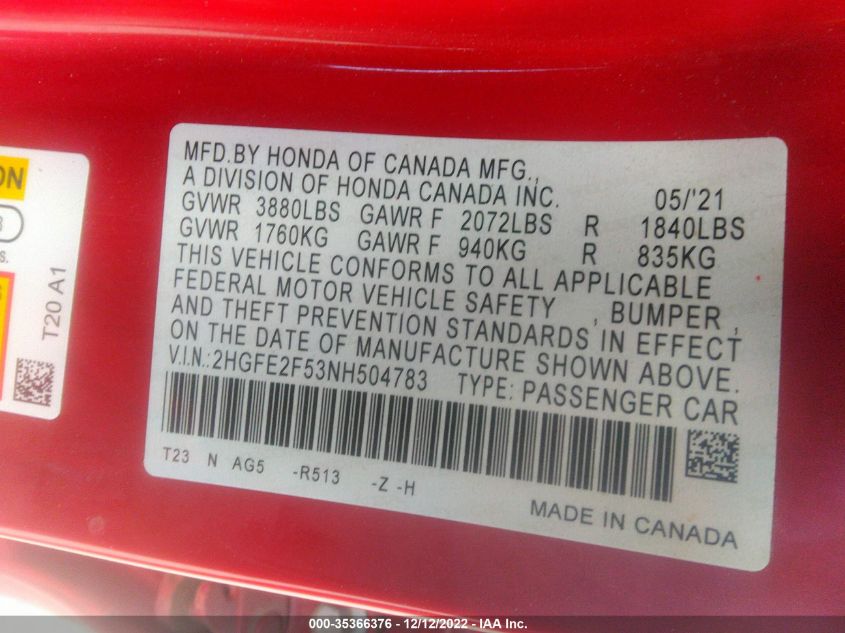 MFD.BY HONDA OF CANADA MFG.,
A DIVISION OF HONDA CANADA INC. 05/'21
GVWR 3880LBS GAWR F 2072LBS R 1840LBS
GVWR 1760KG GAWR F 940KG R 835KG
THIS VEHICLE CONFORMS TO ALL APPLICABLE
FEDERAL MOTOR VEHICLE SAFETY , BUMPER ,
AND THEFT PREVENTION STANDARDS IN EFFECT
ON THE DATE OF MANUFACTURE SHOWN ABOVE.
V.I.N.:2HGFE2F53NH504783 TYPE: PASSENGER CAR
T23 N AG5 -R513 -Z -H
MADE IN CANADA
ON
3
s.
T20 A1
000-35366376 - 12/12/2022 - IAA Inc.